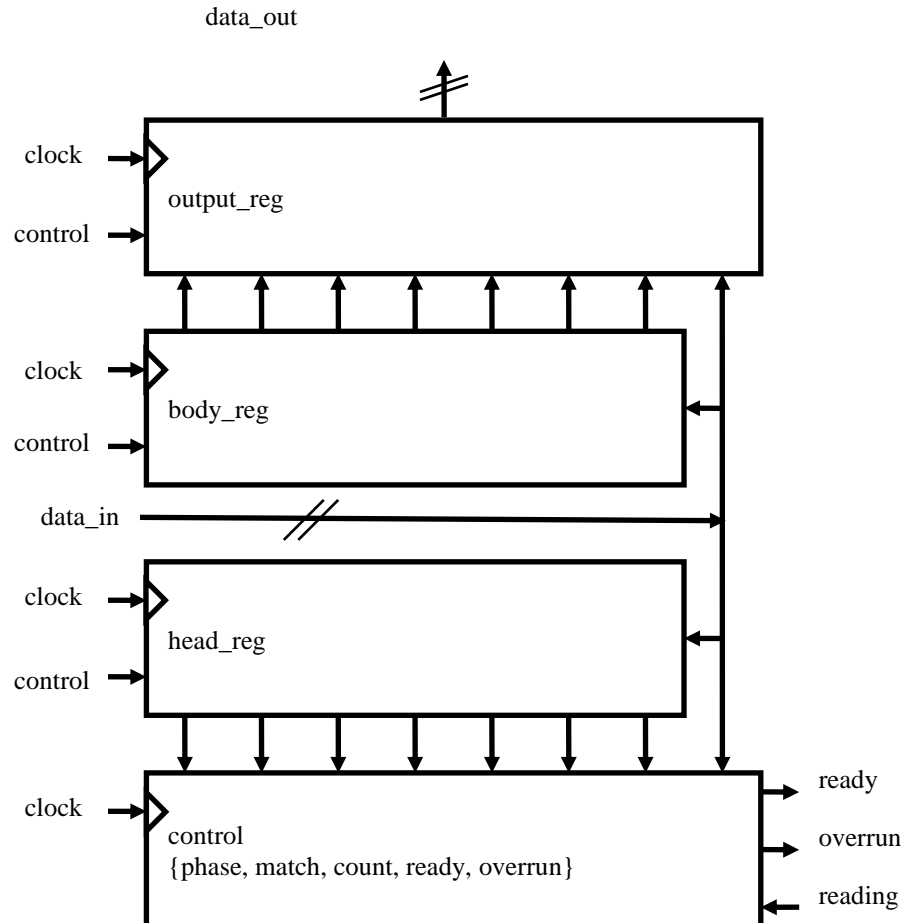 data_out
clock
output_reg
control
clock
body_reg
control
data_in
clock
head_reg
control
ready
clock
control
overrun
{phase, match, count, ready, overrun}
reading